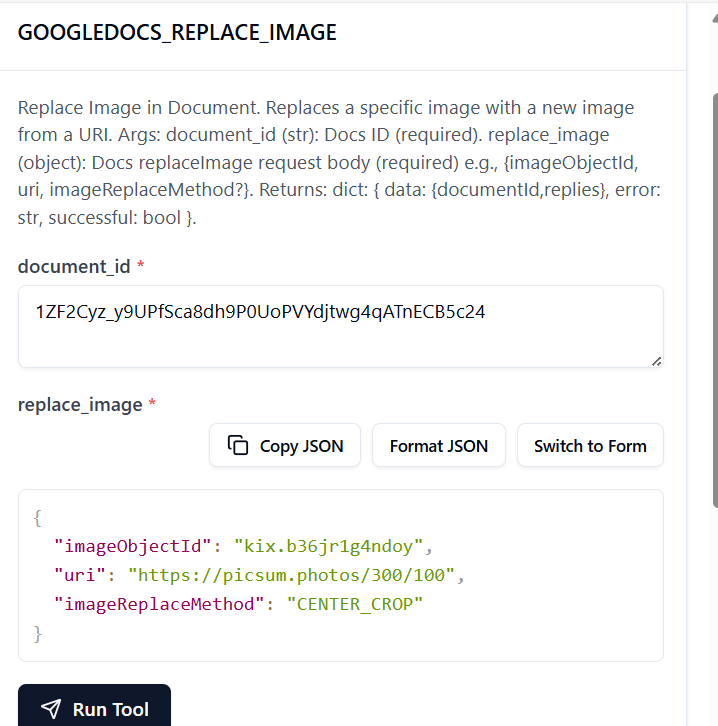 GOOGLEDOCS_REPLACE_IMAGE
Replace Image in Document. Replaces a specific image with a new image
from a URI. Args: document_id (str): Docs ID (required). replace_image
(object): Docs replaceImage request body (required) e.g., {imageObjectId,
uri, imageReplaceMethod?}. Returns: dict: { data: {documentId,replies}, error:
str, successful: bool }.
document_id *
1ZF2Cyz_y9UPfSca8dh9P0UoPVYdjtwg4qATnECB5c24
replace_image *
Copy JSON Format JSON Switch to Form
{
"imageObjectId": "kix.b36jr1g4ndoy",
"uri": "https://picsum.photos/300/100",
"imageReplaceMethod": "CENTER_CROP"
}
Run Tool